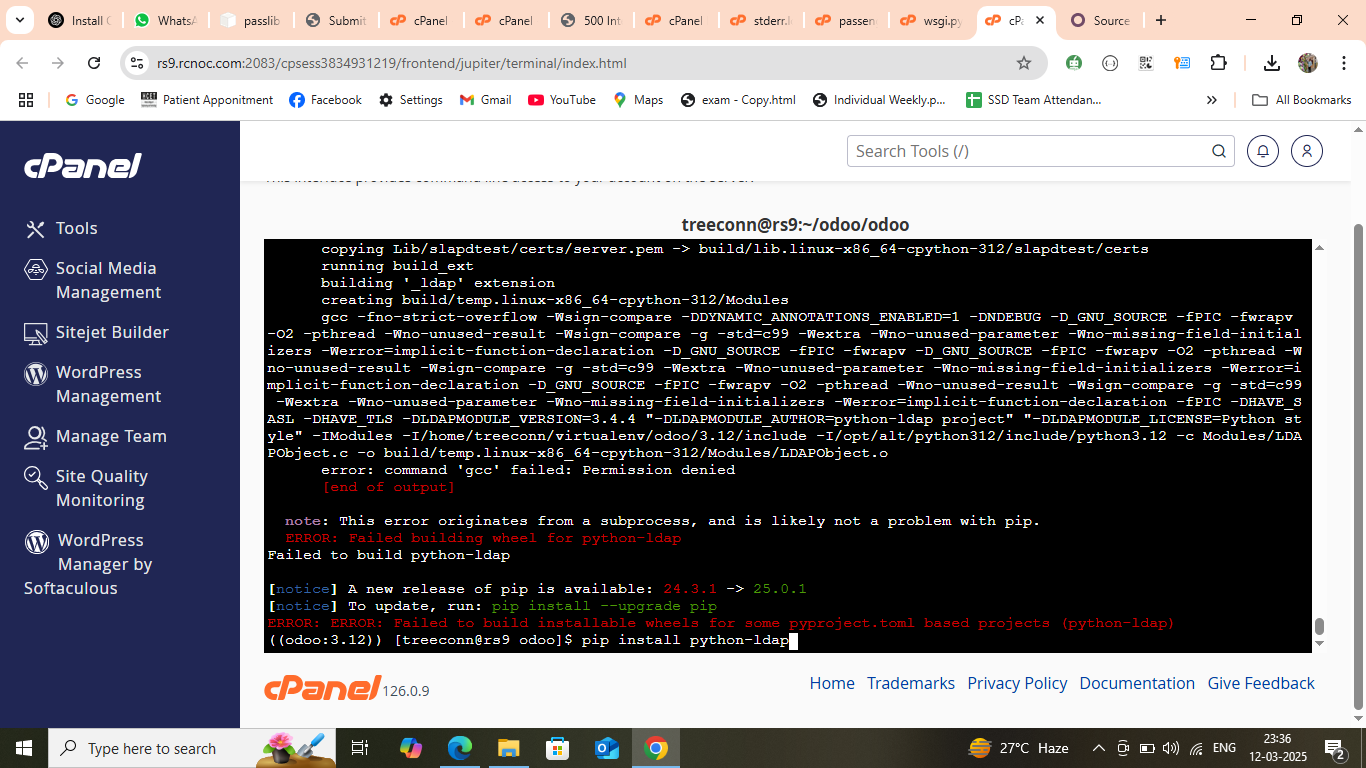 Install C
WhatsA
passlib
Submit
cPanel
cPanel
500 Int
cPanel
stderr.l
passen
wsgi.py
cPa
Source
rs9.rcnoc.com:2083/cpsess3834931219/frontend/jupiter/terminal/index.html
Google
Patient Apponitment
Facebook
Settings
Gmail
YouTube
Maps
exam - Copy.html
Individual Weekly.p...
SSD Team Attendan...
All Bookmarks
cPanel
Search Tools (/)
Tools
Social Media
Management
Sitejet Builder
WordPress
Management
Manage Team
Site Quality
Monitoring
WordPress
Manager by
Softaculous
This interface provides command line access to your account on the server.
treeconn@rs9:~/odoo/odoo
copying Lib/slapdtest/certs/server.pem -> build/lib.linux-x86_64-cpython-312/slapdtest/certs
running build_ext
building '_ldap' extension
creating build/temp.linux-x86_64-cpython-312/Modules
gcc -fno-strict-overflow -Wsign-compare -DDYNAMIC_ANNOTATIONS_ENABLED=1 -DNDEBUG -D_GNU_SOURCE -fPIC -fwrapv
-O2 -pthread -Wno-unused-result -Wsign-compare -g -std=c99 -Wextra -Wno-unused-parameter -Wno-missing-field-initial
izers -Werror=implicit-function-declaration -D_GNU_SOURCE -fPIC -fwrapv -D_GNU_SOURCE -fPIC -fwrapv -O2 -pthread -W
no-unused-result -Wsign-compare -g -std=c99 -Wextra -Wno-unused-parameter -Wno-missing-field-initializers -Werror=i
mplicit-function-declaration -D_GNU_SOURCE -fPIC -fwrapv -O2 -pthread -Wno-unused-result -Wsign-compare -g -std=c99
-Wextra -Wno-unused-parameter -Wno-missing-field-initializers -Werror=implicit-function-declaration -fPIC -DHAVE_S
ASL -DHAVE_TLS -DLDAPMODULE_VERSION=3.4.4 "-DLDAPMODULE_AUTHOR=python-ldap project" "-DLDAPMODULE_LICENSE=Python st
yle" -IModules -I/home/treeconn/virtualenv/odoo/3.12/include -I/opt/alt/python312/include/python3.12 -c Modules/LDA
PObject.c -o build/temp.linux-x86_64-cpython-312/Modules/LDAPObject.o
error: command 'gcc' failed: Permission denied
[end of output]
note: This error originates from a subprocess, and is likely not a problem with pip.
ERROR: Failed building wheel for python-ldap
Failed to build python-ldap
[notice] A new release of pip is available: 24.3.1 -> 25.0.1
[notice] To update, run: pip install --upgrade pip
ERROR: ERROR: Failed to build installable wheels for some pyproject.toml based projects (python-ldap)
((odoo:3.12)) [treeconn@rs9 odoo]$ pip install python-ldap
cPanel 126.0.9
Home
Trademarks
Privacy Policy
Documentation
Give Feedback
Type here to search
27°C Haze
ENG
23:36
12-03-2025
2